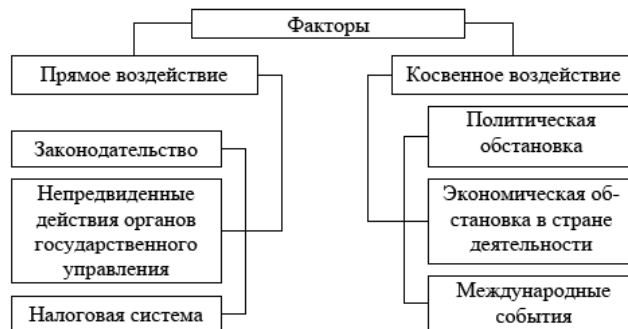 Факторы
Прямое воздействие
Законодательство
Непредвиденные
действия органов
государственного
управления
Налоговая система
Косвенное воздействие
Политическая
обстановка
Экономическая об-
становка в стране
деятельности
Международные
события